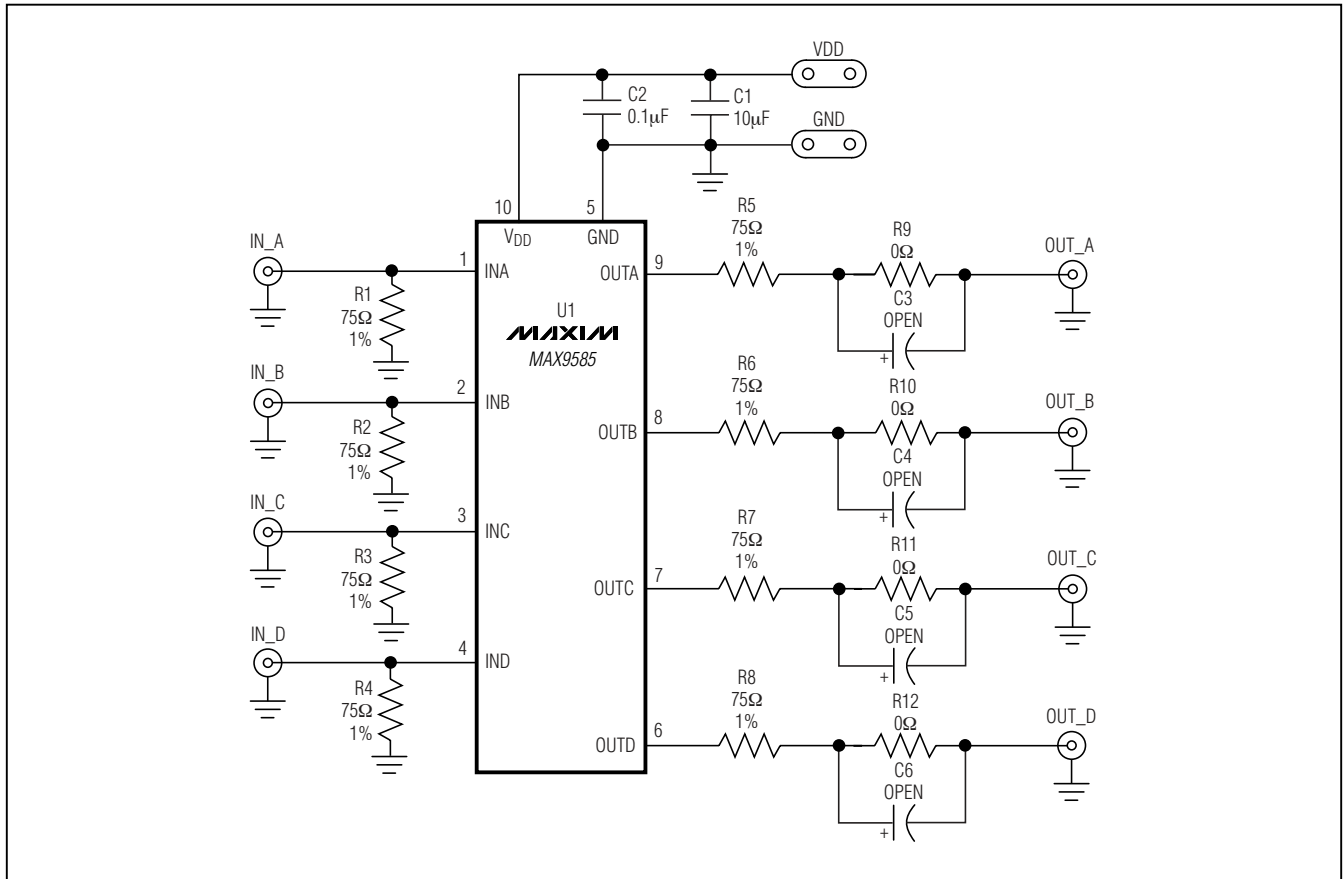 VDD
C2
0.1µF
C1
10µF
GND
10
5
VDD
GND
IN_A
1
INA
R1
75Ω
1%
IN_B
2
INB
R2
75Ω
1%
IN_C
3
INC
R3
75Ω
1%
IN_D
4
IND
R4
75Ω
1%
U1
MAXIM
MAX9585
OUTA
9
R5
75Ω
1%
R9
0Ω
C3
OPEN
+
OUT_A
OUTB
8
R6
75Ω
1%
R10
0Ω
C4
OPEN
+
OUT_B
OUTC
7
R7
75Ω
1%
R11
0Ω
C5
OPEN
+
OUT_C
OUTD
6
R8
75Ω
1%
R12
0Ω
C6
OPEN
+
OUT_D